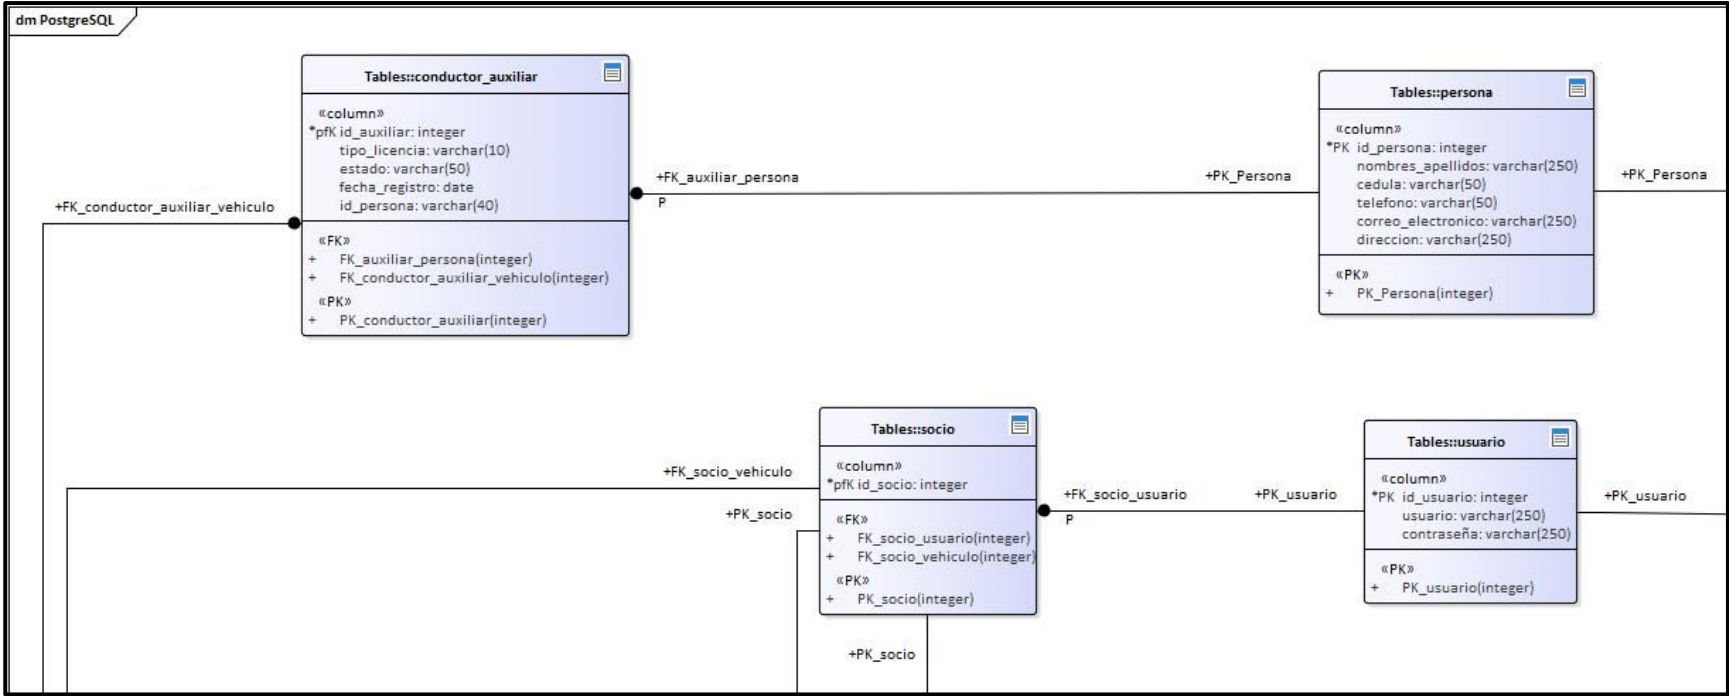 dm PostgreSQL
Tables::conductor_auxiliar
«column»
*pfK id_auxiliar: integer
tipo_licencia: varchar(10)
estado: varchar(50)
fecha_registro: date
id_persona: varchar(40)
«FK»
+ FK_auxiliar_persona(integer)
+ FK_conductor_auxiliar_vehiculo(integer)
«PK»
+ PK_conductor_auxiliar(integer)
+FK_conductor_auxiliar_vehiculo
+FK_auxiliar_persona
P
+PK_Persona
Tables::persona
«column»
*PK id_persona: integer
nombres_apellidos: varchar(250)
cedula: varchar(50)
telefono: varchar(50)
correo_electronico: varchar(250)
direccion: varchar(250)
«PK»
+ PK_Persona(integer)
+PK_Persona
+FK_socio_vehiculo
+PK_socio
Tables::socio
«column»
*pfK id_socio: integer
«FK»
+ FK_socio_usuario(integer)
+ FK_socio_vehiculo(integer)
«PK»
+ PK_socio(integer)
+PK_socio
+FK_socio_usuario
P
+PK_usuario
Tables::usuario
«column»
*PK id_usuario: integer
usuario: varchar(250)
contraseña: varchar(250)
«PK»
+ PK_usuario(integer)
+PK_usuario